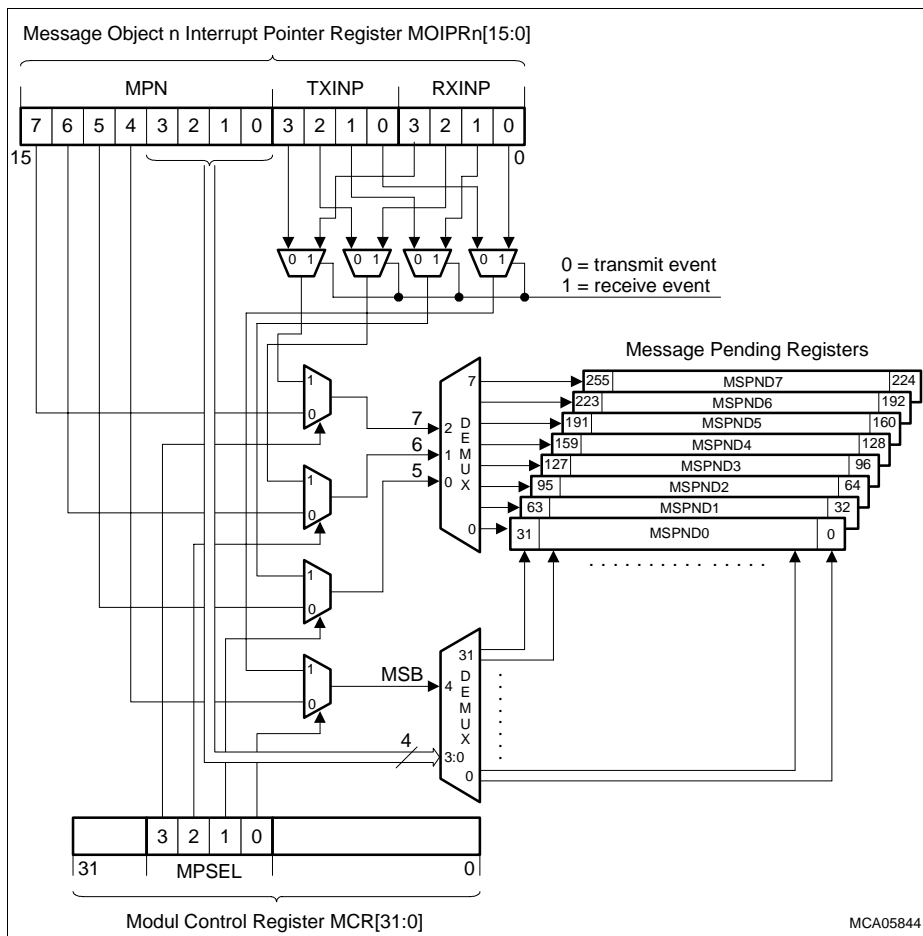 Message Object n Interrupt Pointer Register MOIPRn[15:0]
MPN TXINP RXINP
7 6 5 4 3 2 1 0 3 2 1 0 3 2 1 0
15 0
0 1 0 1 0 1 0 1
0 = transmit event
1 = receive event
Message Pending Registers
7 255 MSPND7 224
223 MSPND6 192
191 MSPND5 160
159 MSPND4 128
127 MSPND3 96
95 MSPND2 64
63 MSPND1 32
0 31 MSPND0 0
1
0
7 2
6 1
5 0
DEMUX
1
0
1
0
1
0
MSB 4
31
DEMUX
4 3:0
0
3 2 1 0
31 MPSEL 0
Modul Control Register MCR[31:0]
MCA05844